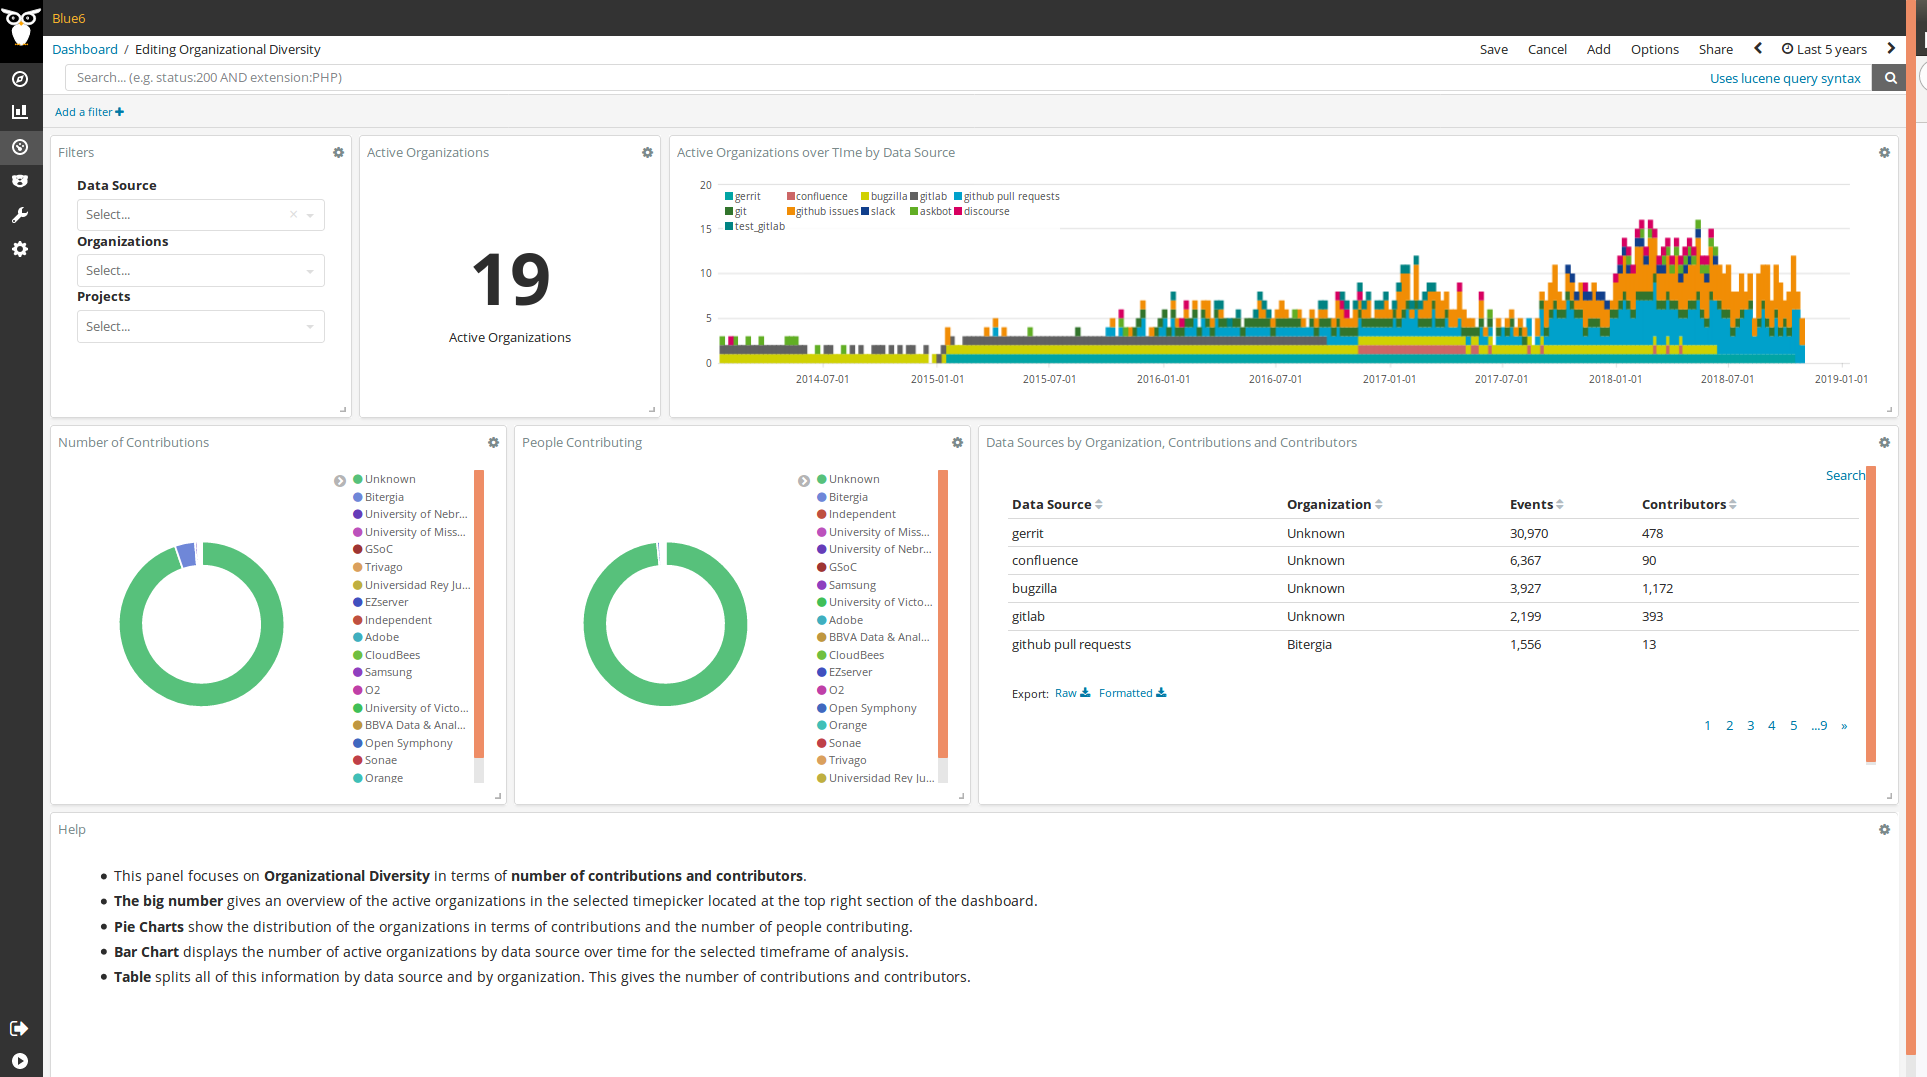 Blue6
Dashboard / Editing Organizational Diversity
Save Cancel Add Options Share Last 5 years
Search... (e.g. status:200 AND extension:PHP)
Uses lucene query syntax
Add a filter
Filters
Data Source
Select...
Organizations
Select...
Projects
Select...
Active Organizations
19
Active Organizations
Active Organizations over TIme by Data Source
20
15
10
5
0
gerrit confluence bugzilla gitlab github pull requests
git github issues slack askbot discourse
test_gitlab
2014-07-01 2015-01-01 2015-07-01 2016-01-01 2016-07-01 2017-01-01 2017-07-01 2018-01-01 2018-07-01 2019-01-01
Number of Contributions
Unknown
Bitergia
University of Nebr...
University of Miss...
GSoC
Trivago
Universidad Rey Ju...
EZserver
Independent
Adobe
CloudBees
Samsung
O2
University of Victo...
BBVA Data & Anal...
Open Symphony
Sonae
Orange
People Contributing
Unknown
Bitergia
Independent
University of Miss...
University of Nebr...
GSoC
Samsung
University of Victo...
Adobe
BBVA Data & Anal...
CloudBees
EZserver
O2
Open Symphony
Orange
Sonae
Trivago
Universidad Rey Ju...
Data Sources by Organization, Contributions and Contributors
Search
Data Source Organization Events Contributors
gerrit Unknown 30,970 478
confluence Unknown 6,367 90
bugzilla Unknown 3,927 1,172
gitlab Unknown 2,199 393
github pull requests Bitergia 1,556 13
Export: Raw Formatted
1 2 3 4 5 ...9 »
Help
This panel focuses on Organizational Diversity in terms of number of contributions and contributors.
The big number gives an overview of the active organizations in the selected timepicker located at the top right section of the dashboard.
Pie Charts show the distribution of the organizations in terms of contributions and the number of people contributing.
Bar Chart displays the number of active organizations by data source over time for the selected timeframe of analysis.
Table splits all of this information by data source and by organization. This gives the number of contributions and contributors.